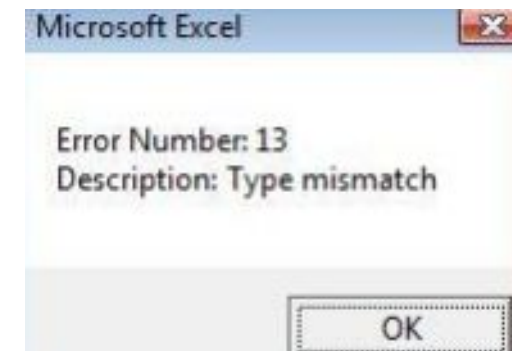 Microsoft Excel
Error Number: 13
Description: Type mismatch
OK